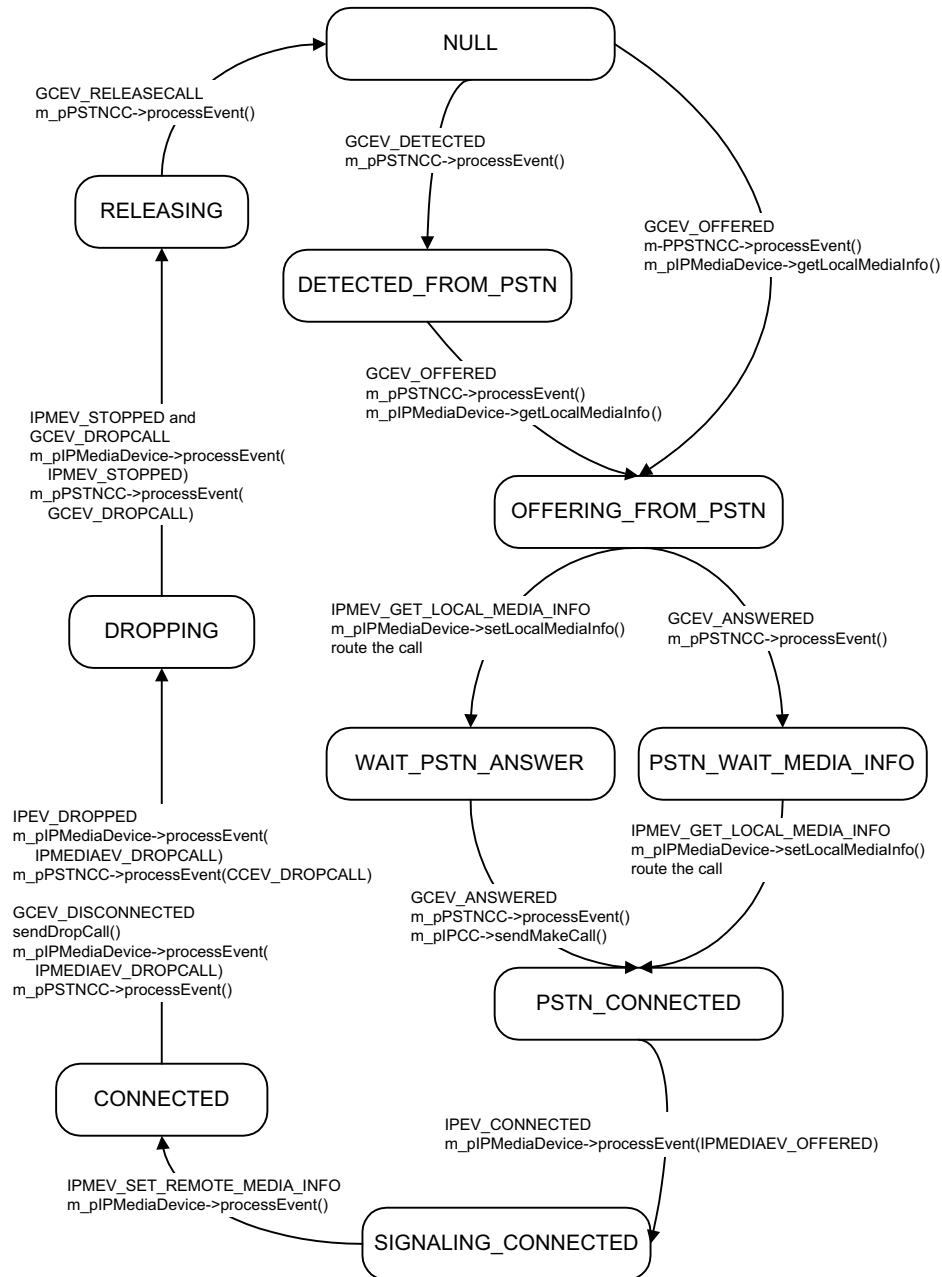 NULL
GCEV_RELEASECALL
m_pPSTNCC->processEvent()
GCEV_DETECTED
m_pPSTNCC->processEvent()
RELEASING
GCEV_OFFERED
m-PPSTNCC->processEvent()
m_pIPMediaDevice->getLocalMediaInfo()
DETECTED_FROM_PSTN
GCEV_OFFERED
m_pPSTNCC->processEvent()
m_pIPMediaDevice->getLocalMediaInfo()
IPMEV_STOPPED and
GCEV_DROPCALL
m_pIPMediaDevice->processEvent(
IPMEV_STOPPED)
m_pPSTNCC->processEvent(
GCEV_DROPCALL)
OFFERING_FROM_PSTN
IPMEV_GET_LOCAL_MEDIA_INFO
m_pIPMediaDevice->setLocalMediaInfo()
route the call
GCEV_ANSWERED
m_pPSTNCC->processEvent()
DROPPING
WAIT_PSTN_ANSWER
PSTN_WAIT_MEDIA_INFO
IPEV_DROPPED
m_pIPMediaDevice->processEvent(
IPMEDIAEV_DROPCALL)
m_pPSTNCC->processEvent(CCEV_DROPCALL)
IPMEV_GET_LOCAL_MEDIA_INFO
m_pIPMediaDevice->setLocalMediaInfo()
route the call
GCEV_ANSWERED
m_pPSTNCC->processEvent()
m_pIPCC->sendMakeCall()
GCEV_DISCONNECTED
sendDropCall()
m_pIPMediaDevice->processEvent(
IPMEDIAEV_DROPCALL)
m_pPSTNCC->processEvent()
PSTN_CONNECTED
CONNECTED
IPEV_CONNECTED
m_pIPMediaDevice->processEvent(IPMEDIAEV_OFFERED)
IPMEV_SET_REMOTE_MEDIA_INFO
m_pIPMediaDevice->processEvent()
SIGNALING_CONNECTED